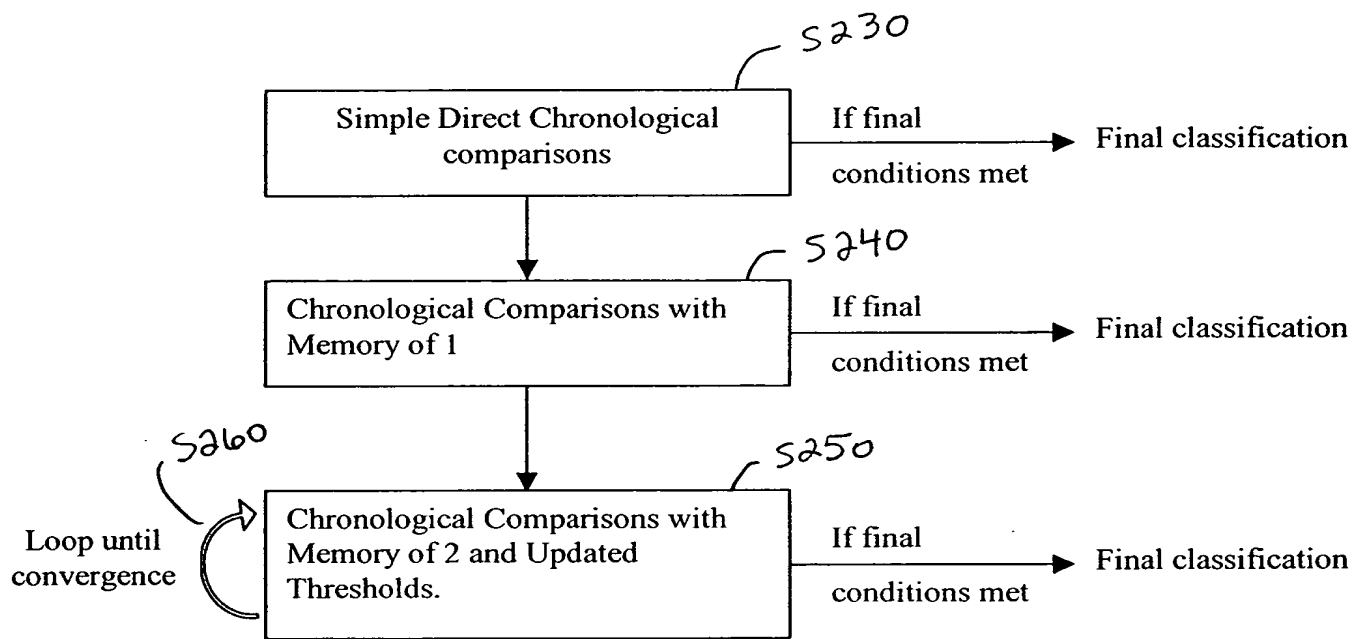 S230
Simple Direct Chronological
comparisons
If final
conditions met
Final classification
S240
Chronological Comparisons with
Memory of 1
If final
conditions met
Final classification
S260
S250
Loop until
convergence
Chronological Comparisons with
Memory of 2 and Updated
Thresholds.
If final
conditions met
Final classification